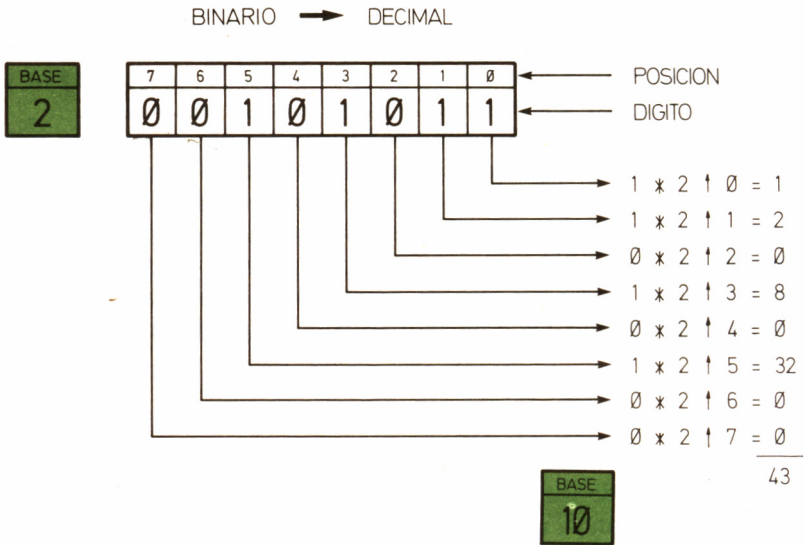 BINARIO → DECIMAL
BASE
2
7 6 5 4 3 2 1 Ø
POSICION
Ø Ø 1 Ø 1 Ø 1 1
DIGITO
1 * 2 ↑ Ø = 1
1 * 2 ↑ 1 = 2
Ø * 2 ↑ 2 = Ø
1 * 2 ↑ 3 = 8
Ø * 2 ↑ 4 = Ø
1 * 2 ↑ 5 = 32
Ø * 2 ↑ 6 = Ø
Ø * 2 ↑ 7 = Ø
43
BASE
1Ø